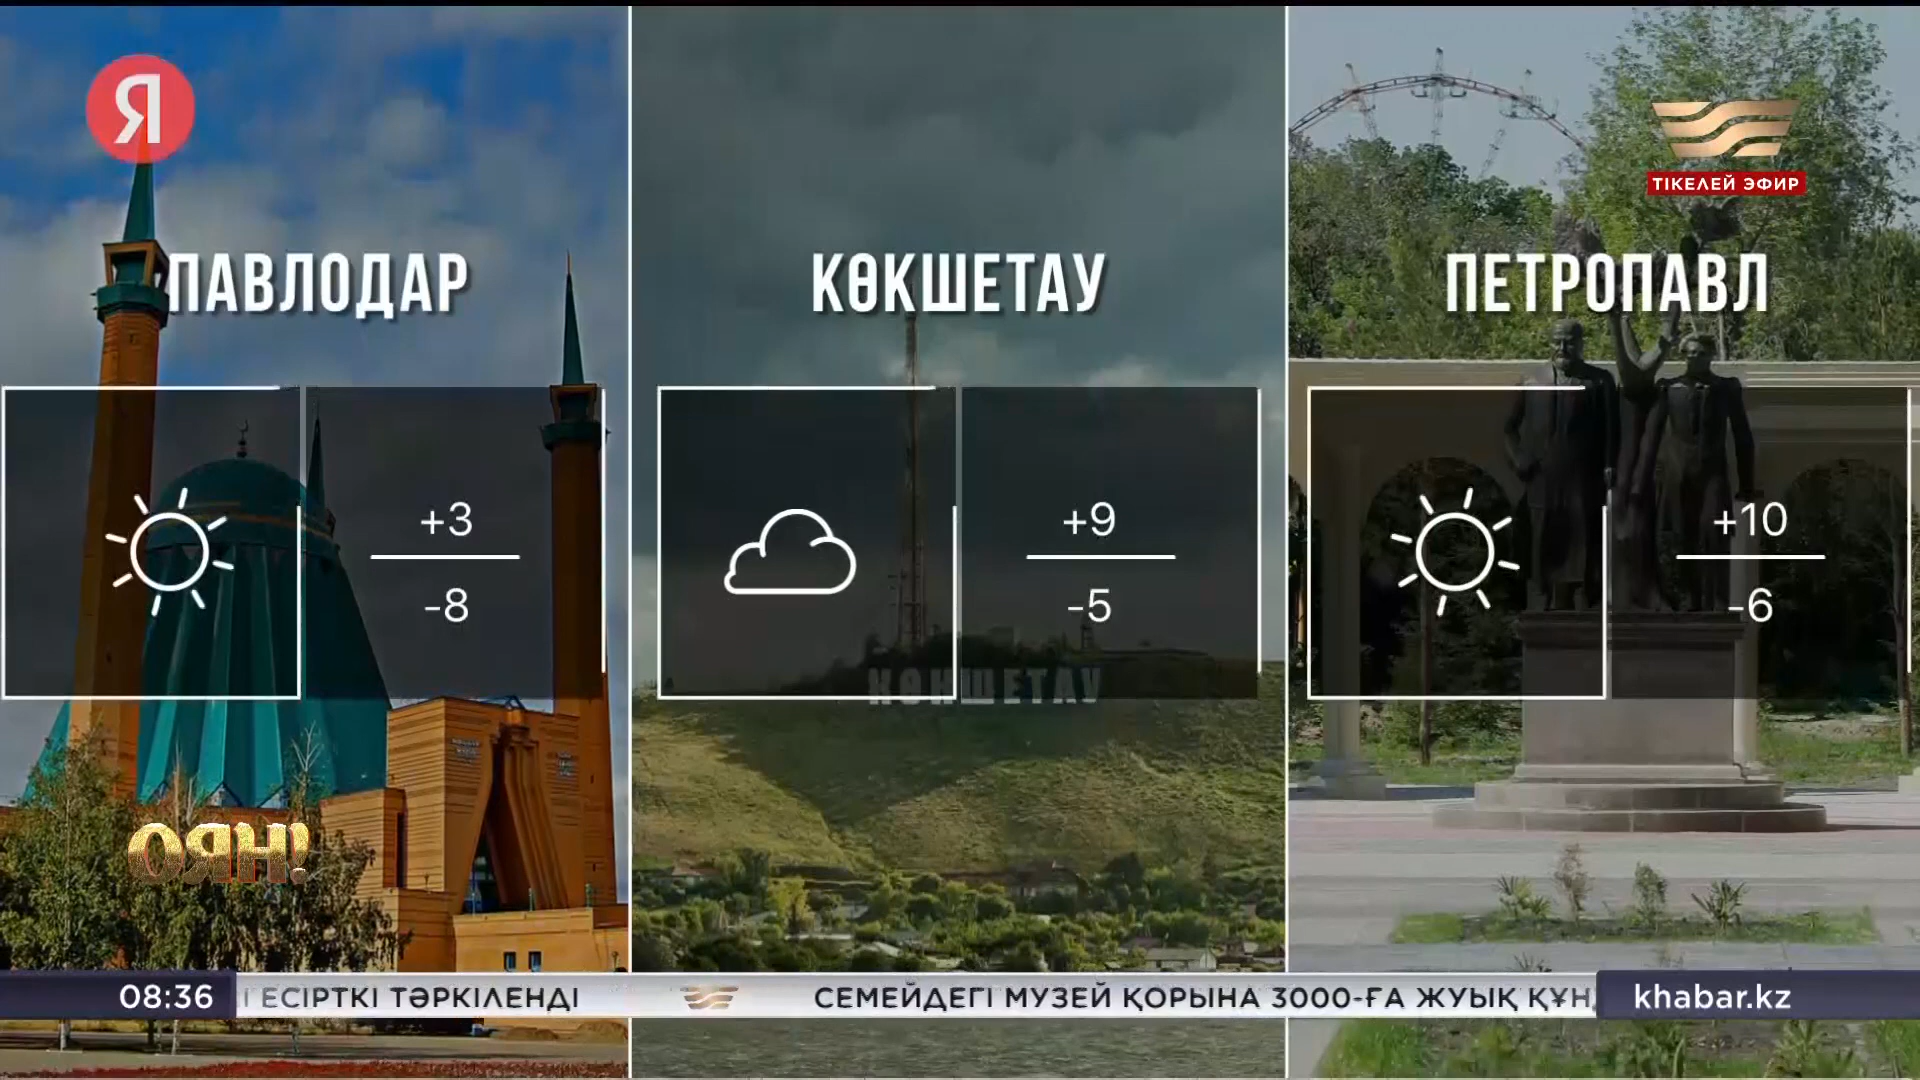 Я
ТІКЕЛЕЙ ЭФИР
ПАВЛОДАР
КӨКШЕТАУ
ПЕТРОПАВЛ
+3
-8
+9
-5
+10
-6
КӨКШЕТАУ
ОЯН!
08:36
ЕСІРТКІ ТӘРКІЛЕНДІ
СЕМЕЙДЕГІ МУЗЕЙ ҚОРЫНА 3000-ҒА ЖУЫҚ
khabar.kz